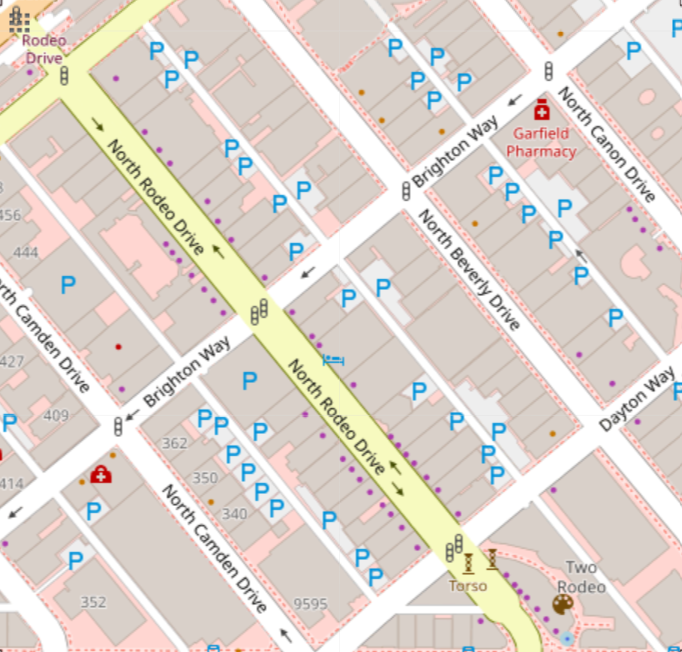 Rodeo
Drive
P
P
P
P
P
P
P
P
North Canon Drive
Garfield
Pharmacy
Brighton Way
North Rodeo Drive
P
P
P
P
P
P
P
P
P
P
456
444
P
P
North Beverly Drive
P
P
P
P
North Camden Drive
Brighton Way
North Rodeo Drive
427
409
P
P
P
P
P
P
P
P
P
Dayton Way
P
P
P
P
P
362
350
340
414
P
P
P
P
P
P
North Camden Drive
Torso
Two
Rodeo
352
9595